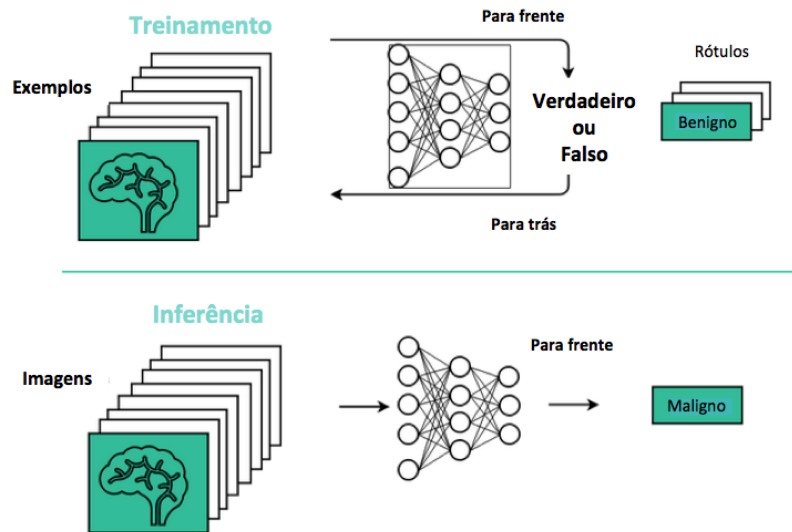 Treinamento
Para frente
Exemplos
Rótulos
Verdadeiro
ou
Falso
Benigno
Para trás
Inferência
Imagens
Para frente
Maligno